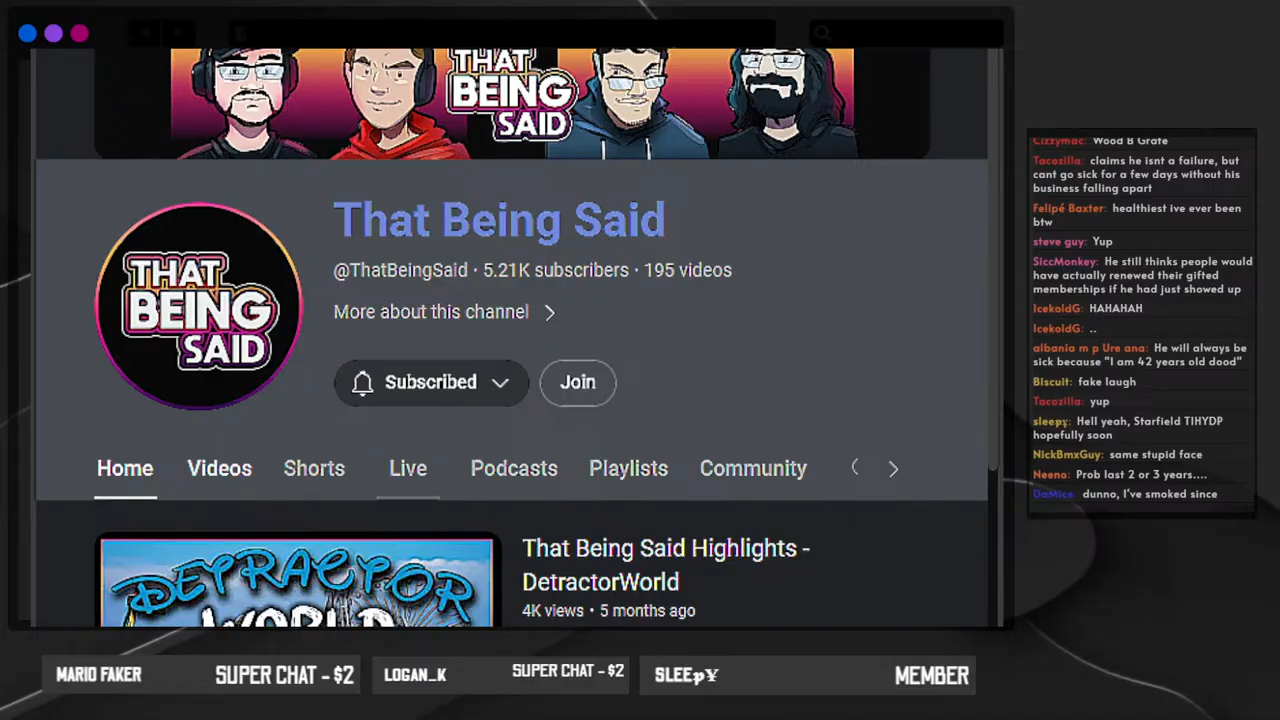 THAT
BEING
SAID
That Being Said
@ThatBeingSaid · 5.21K subscribers · 195 videos
More about this channel
THAT
BEING
SAID
Subscribed
Join
Home Videos Shorts Live Podcasts Playlists Community
DETRACTOR
WORLD
That Being Said Highlights -
DetractorWorld
4K views • 5 months ago
Cizzymac: Wood B Grate
Tacozilla: claims he isnt a failure, but
cant go sick for a few days without his
business falling apart
Felipé Baxter: healthiest ive ever been
btw
steve guy: Yup
SiccMonkey: He still thinks people would
have actually renewed their gifted
memberships if he had just showed up
IcekoldG: HAHAHAH
IcekoldG: ..
albania m p Ure ana: He will always be
sick because "I am 42 years old dood"
Biscuit: fake laugh
Tacozilla: yup
sleepy: Hell yeah, Starfield TIHYDP
hopefully soon
NickBmxGuy: same stupid face
Neeno: Prob last 2 or 3 years....
DaMice dunno, I've smoked since
MARIO FAKER SUPER CHAT - $2
LOGAN_K SUPER CHAT - $2
SLEEp¥ MEMBER